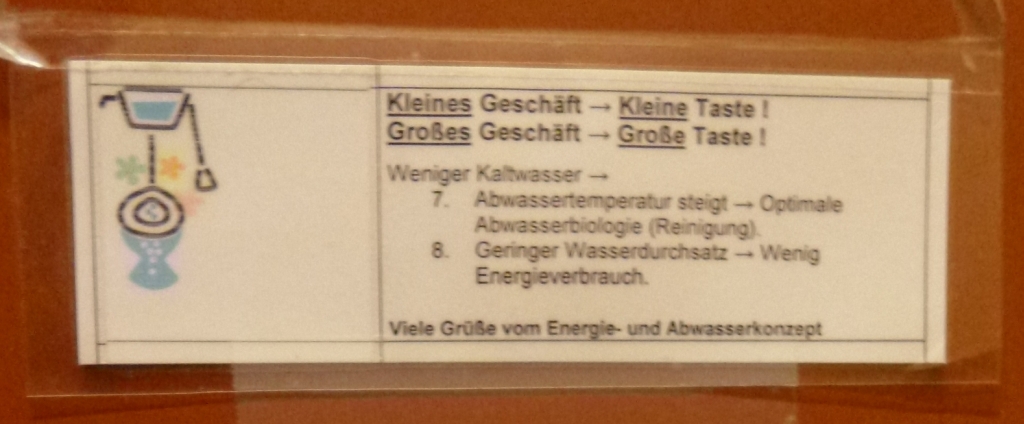 Kleines Geschäft → Kleine Taste !
Großes Geschäft → Große Taste !
Weniger Kaltwasser →
7. Abwassertemperatur steigt → Optimale
Abwasserbiologie (Reinigung).
8. Geringer Wasserdurchsatz → Wenig
Energieverbrauch.
Viele Grüße vom Energie- und Abwasserkonzept